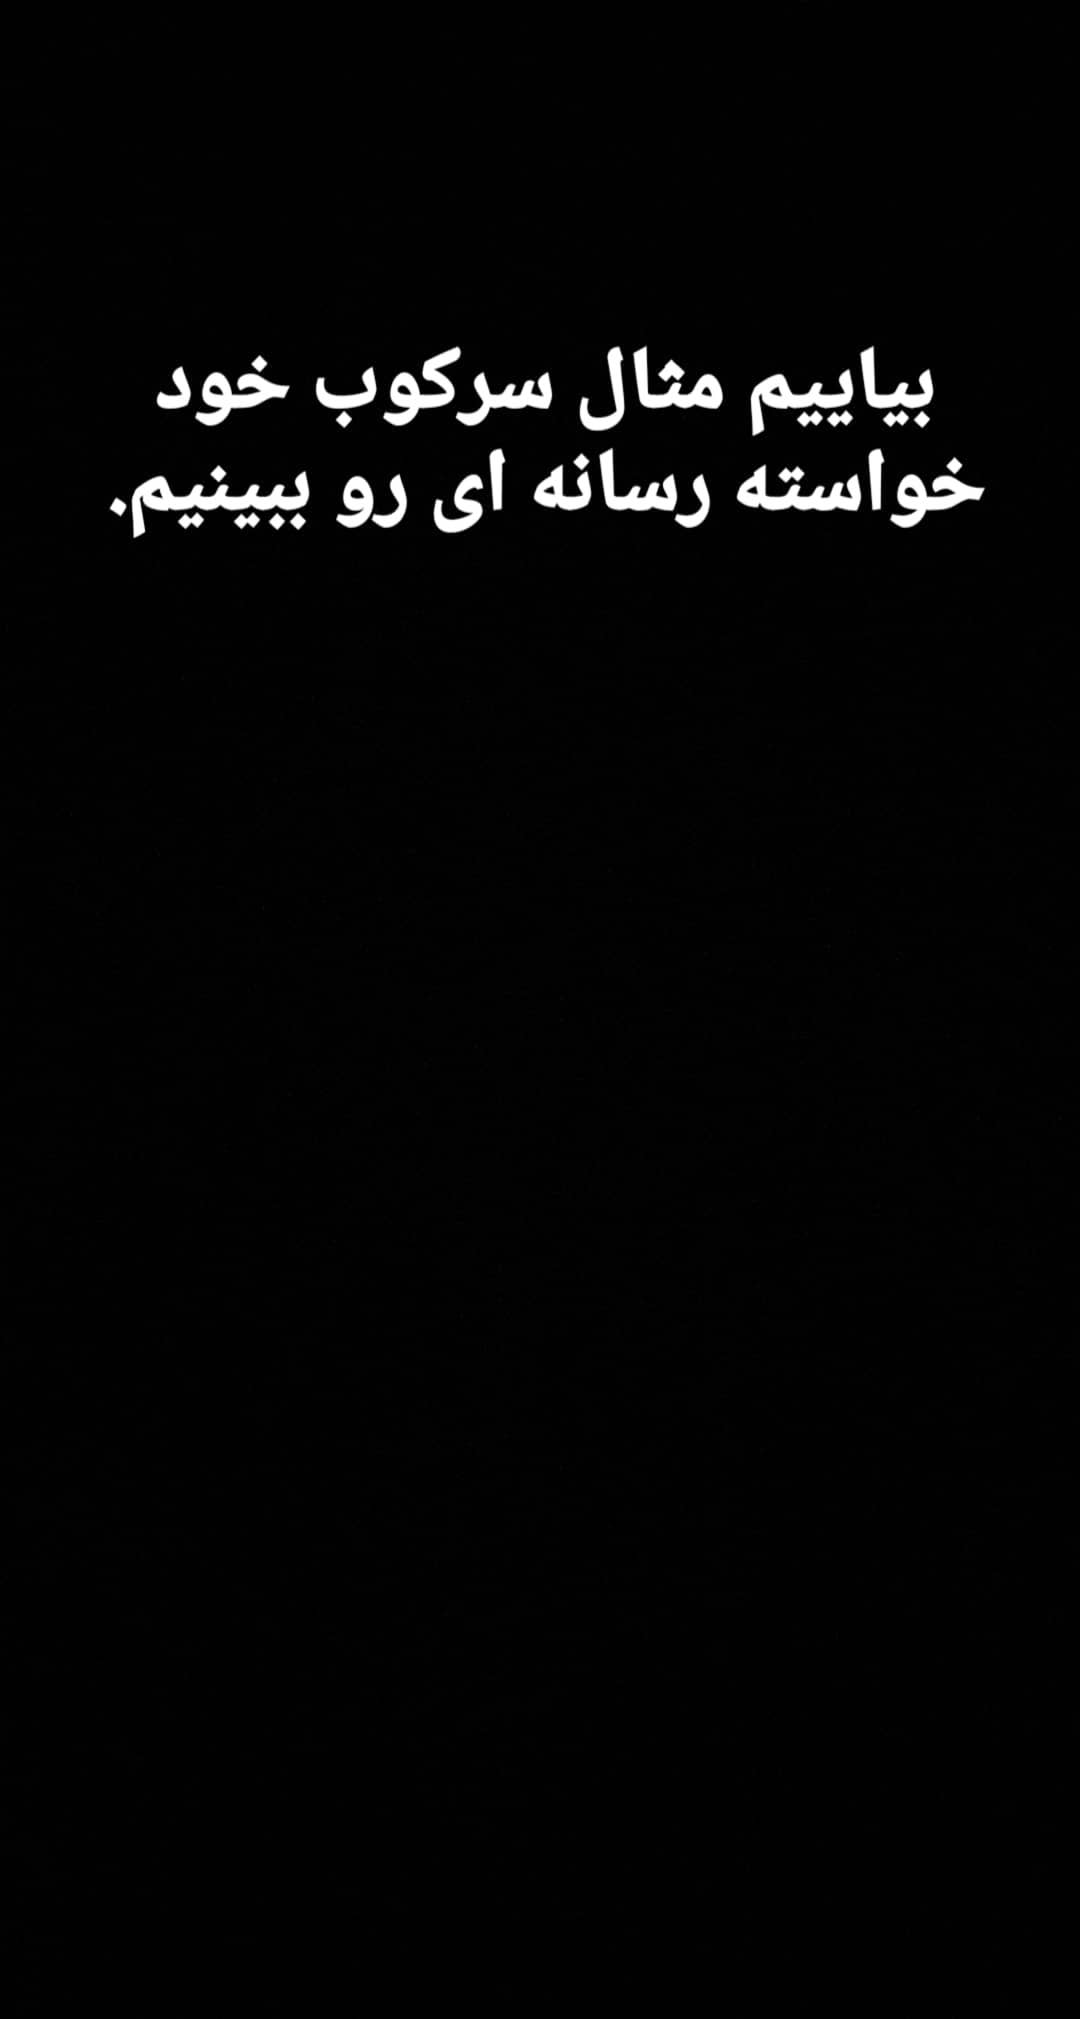 بیاییم مثال سرکوب خود
خواسته رسانه ای رو ببینیم.